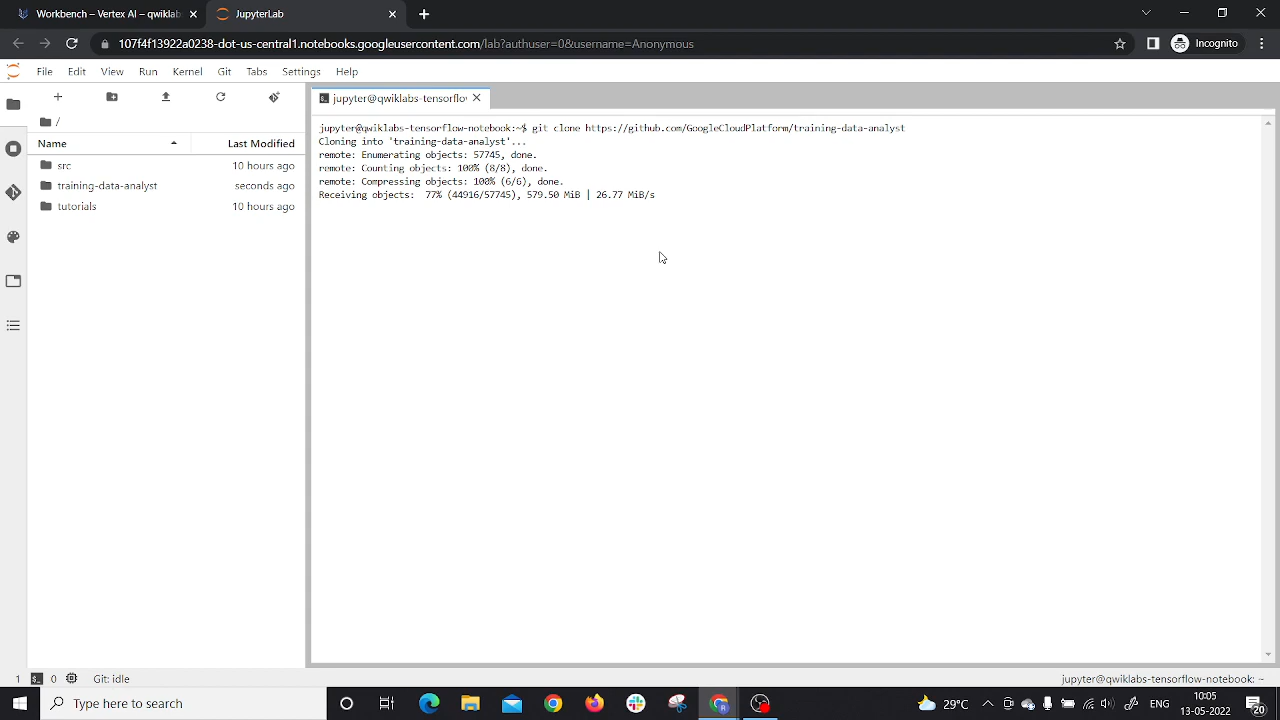 Workbench – Vertex AI – qwiklab
JupyterLab
107f4f13922a0238-dot-us-central1.notebooks.googleusercontent.com/lab?authuser=0&username=Anonymous
Incognito
File Edit View Run Kernel Git Tabs Settings Help
jupyter@qwiklabs-tensorflov
/
Name Last Modified
src 10 hours ago
training-data-analyst seconds ago
tutorials 10 hours ago
jupyter@qwiklabs-tensorflow-notebook:~$ git clone https://github.com/GoogleCloudPlatform/training-data-analyst
Cloning into 'training-data-analyst'...
remote: Enumerating objects: 57745, done.
remote: Counting objects: 100% (8/8), done.
remote: Compressing objects: 100% (6/6), done.
Receiving objects:  77% (44916/57745), 579.50 MiB | 26.77 MiB/s
1 0 Git: idle
jupyter@qwiklabs-tensorflow-notebook: ~
Type here to search
29°C
ENG
10:05
13-05-2022
20